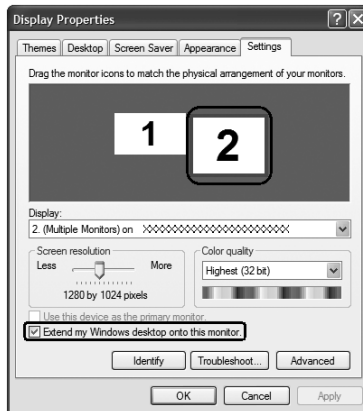 Display Properties
Themes Desktop Screen Saver Appearance Settings
Drag the monitor icons to match the physical arrangement of your monitors.
1 2
Display:
2. (Multiple Monitors) on XXXXXXXXXXXXXXXXXXXXXXX
Screen resolution
Less More
1280 by 1024 pixels
Color quality
Highest (32 bit)
Use this device as the primary monitor.
Extend my Windows desktop onto this monitor.
Identify Troubleshoot... Advanced
OK Cancel Apply